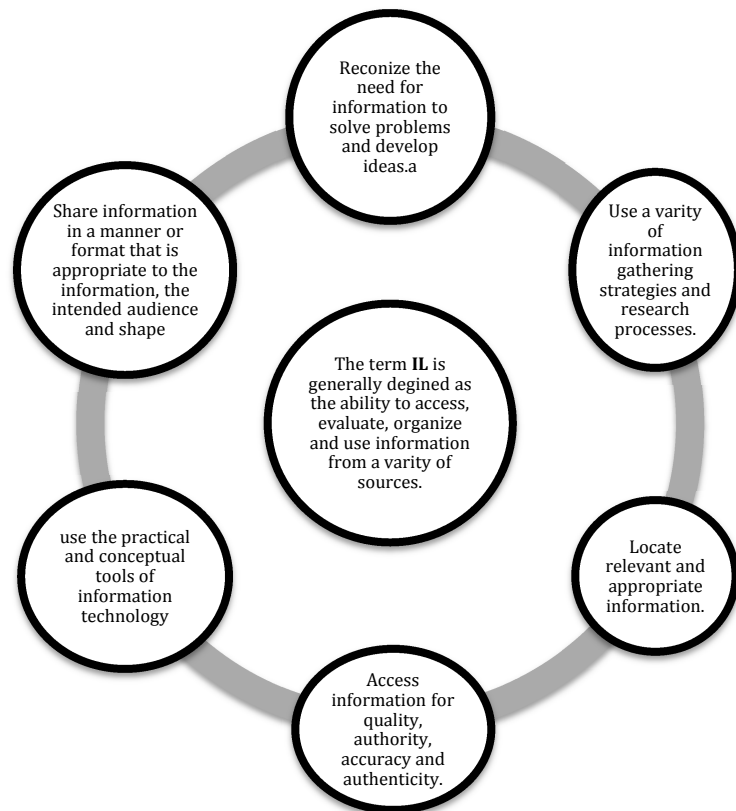 Reconize the
need for
information to
solve problems
and develop
ideas.a
Use a varity
of
information
gathering
strategies and
research
processes.
Locate
relevant and
appropriate
information.
Access
information for
quality,
authority,
accuracy and
authenticity.
use the practical
and conceptual
tools of
information
technology
Share information
in a manner or
format that is
appropriate to the
information, the
intended audience
and shape
The term IL is
generally degined as
the ability to access,
evaluate, organize
and use information
from a varity of
sources.